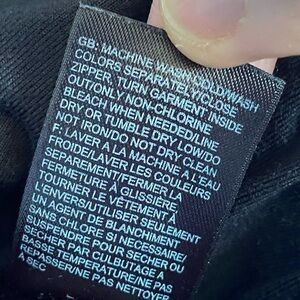 GB: MACHINE WASH COLD/WASH
COLORS SEPARATELY/CLOSE
ZIPPER, TURN GARMENT INSIDE
OUT/ONLY NON-CHLORINE
BLEACH WHEN NEEDED/LINE
DRY OR TUMBLE DRY LOW/DO
NOT IRON/DO NOT DRY CLEAN
F: LAVER A LA MACHINE A L'EAU
FROIDE/LAVER LES COULEURS
SEPAREMENT/FERMER LA
FERMETURE À GLISSIÈRE
TOURNER LE VÊTEMENT À
L'ENVERS/UTILISER SEULEMENT
UN AGENT DE BLANCHIMENT
SANS CHLORE SI NECESSAIRE/
SUSPENDRE POUR SÉCHER OU
SECHER PAR CULBUTAGE A
BASSE TEMPERATURE/NE PAS
REPASSER/NE PAS NETTOYER
A SEC